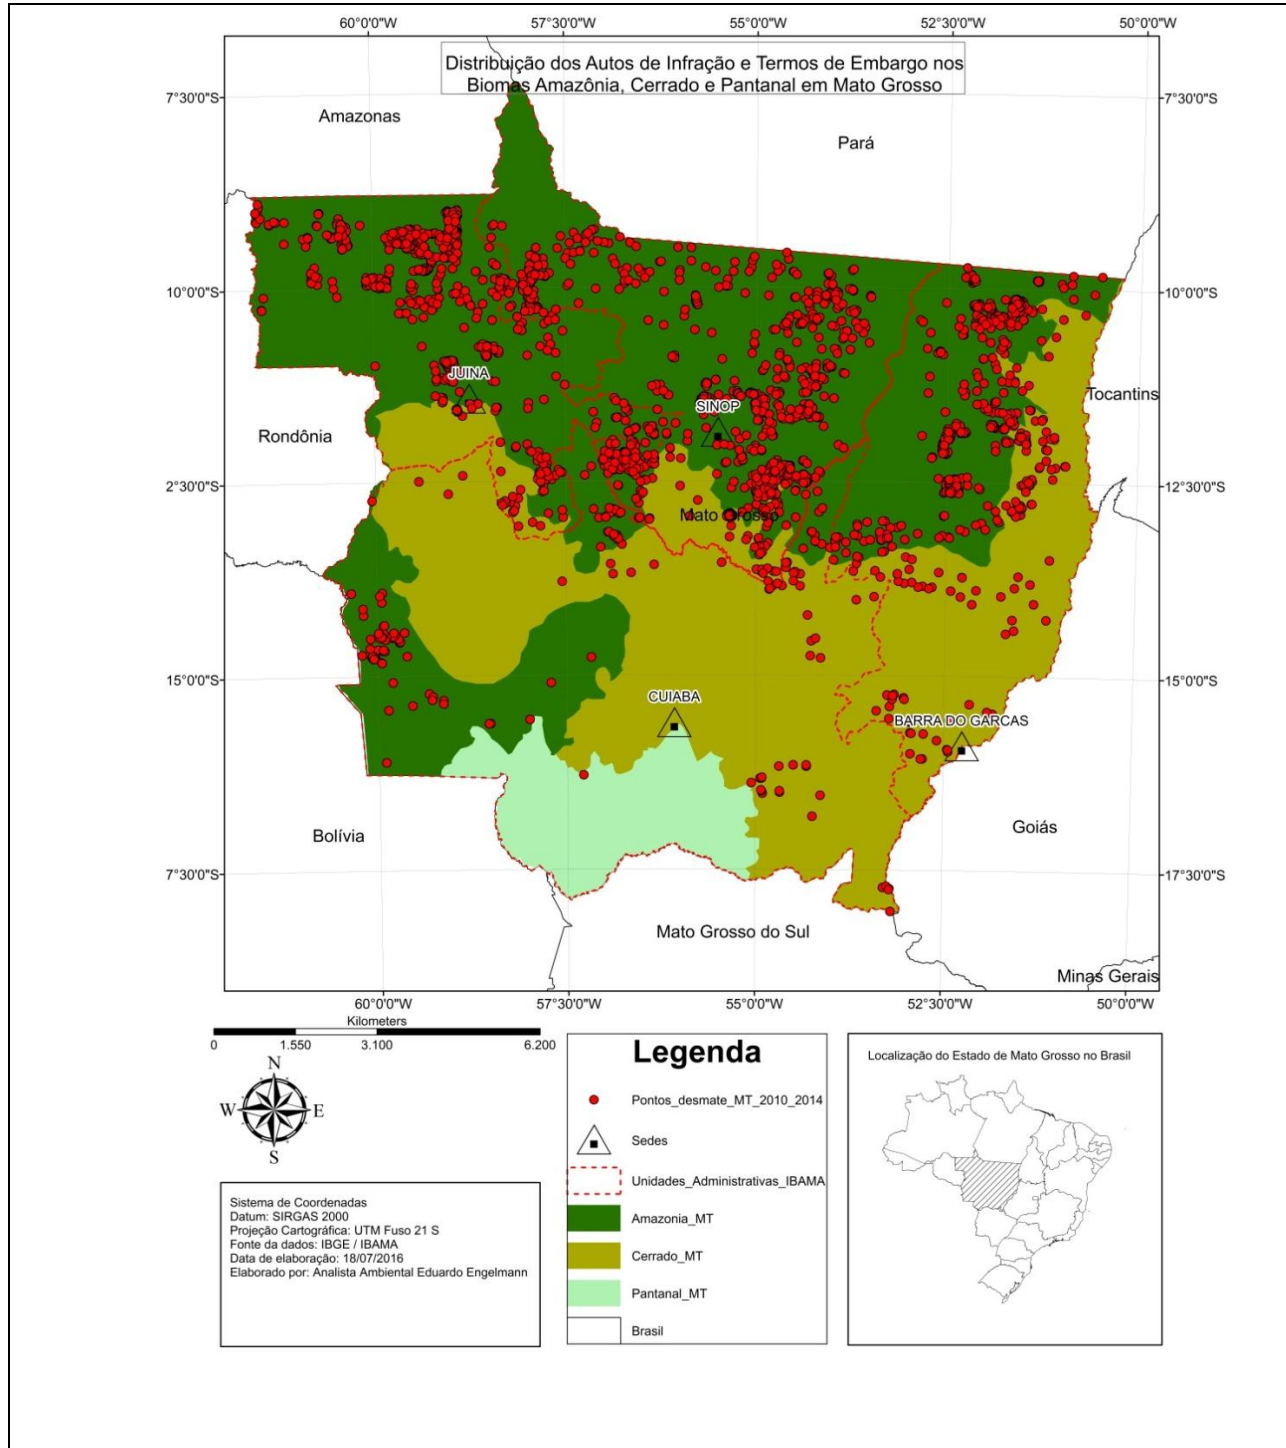 60°0'0"W 57°30'0"W 55°0'0"W 52°30'0"W 50°0'0"W
Distribuição dos Autos de Infração e Termos de Embargo nos
Biomas Amazônia, Cerrado e Pantanal em Mato Grosso
7°30'0"S 7°30'0"S
Amazonas
Pará
10°0'0"S 10°0'0"S
JUINA
Tocantins
SINOP
Rondônia
2°30'0"S 12°30'0"S
Mato Grosso
15°0'0"S 15°0'0"S
CUIABA
BARRA DO GARCAS
Bolívia
Goiás
7°30'0"S 17°30'0"S
Mato Grosso do Sul
Minas Gerais
60°0'0"W 57°30'0"W 55°0'0"W 52°30'0"W 50°0'0"W
Kilometers
0 1.550 3.100 6.200
N
W E
S
Sistema de Coordenadas
Datum: SIRGAS 2000
Projeção Cartográfica: UTM Fuso 21 S
Fonte da dados: IBGE / IBAMA
Data de elaboração: 18/07/2016
Elaborado por: Analista Ambiental Eduardo Engelmann
Legenda
Pontos_desmate_MT_2010_2014
Sedes
Unidades_Administrativas_IBAMA
Amazonia_MT
Cerrado_MT
Pantanal_MT
Brasil
Localização do Estado de Mato Grosso no Brasil